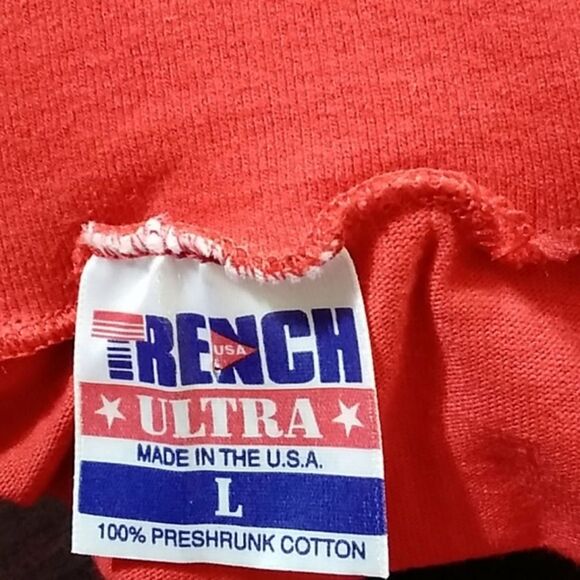 TRENCH
USA
ULTRA
MADE IN THE U.S.A.
L
100% PRESHRUNK COTTON